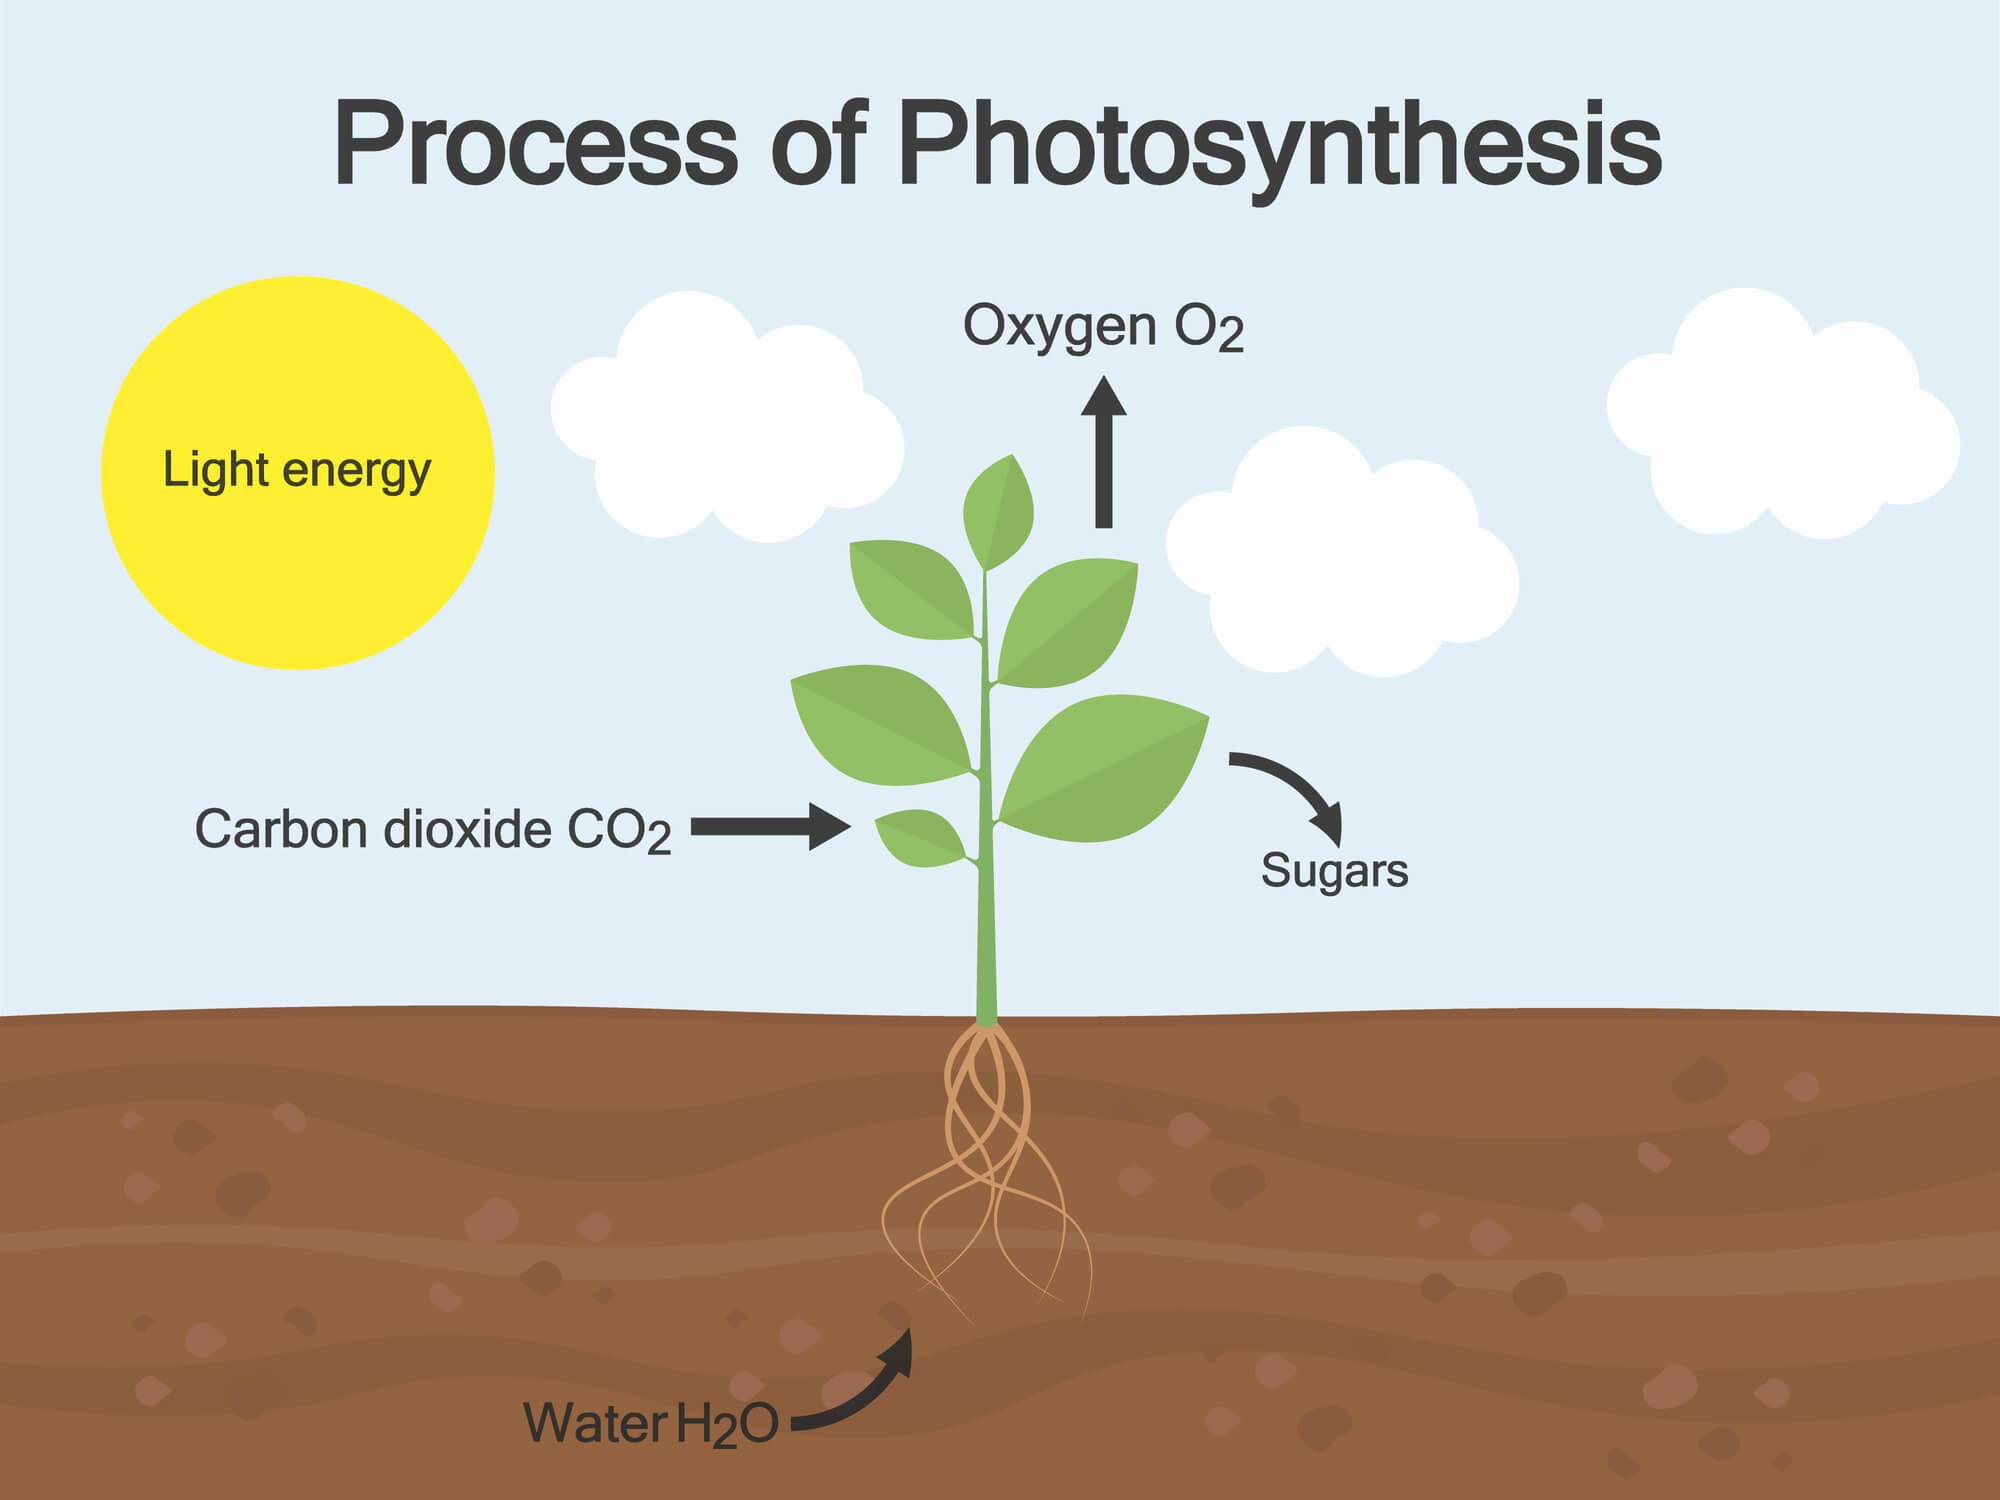 Process of Photosynthesis
Oxygen O2
Light energy
Carbon dioxide CO2
Sugars
Water H2O